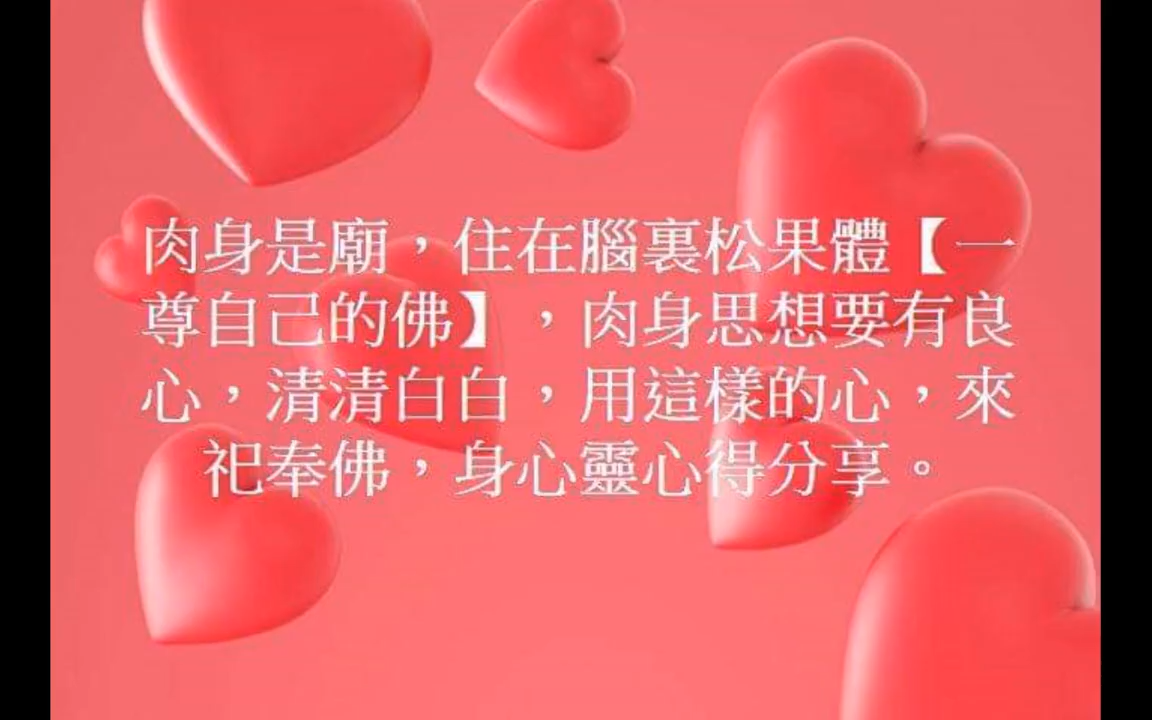 肉身是廟，住在腦裏松果體【一
尊自己的佛】，肉身思想要有良
心，清清白白，用這樣的心，來
祀奉佛，身心靈心得分享。